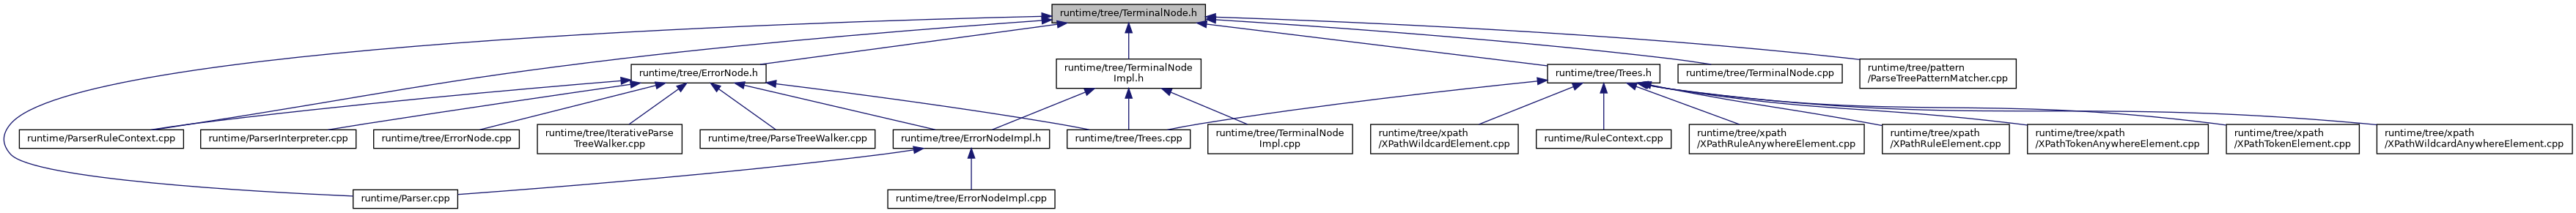 runtime/tree/TerminalNode.h
runtime/tree/ErrorNode.h
runtime/tree/TerminalNode
Impl.h
runtime/tree/Trees.h
runtime/tree/TerminalNode.cpp
runtime/tree/pattern
/ParseTreePatternMatcher.cpp
runtime/ParserRuleContext.cpp
runtime/ParserInterpreter.cpp
runtime/tree/ErrorNode.cpp
runtime/tree/IterativeParse
TreeWalker.cpp
runtime/tree/ParseTreeWalker.cpp
runtime/tree/ErrorNodeImpl.h
runtime/tree/Trees.cpp
runtime/tree/TerminalNode
Impl.cpp
runtime/tree/xpath
/XPathWildcardElement.cpp
runtime/RuleContext.cpp
runtime/tree/xpath
/XPathRuleAnywhereElement.cpp
runtime/tree/xpath
/XPathRuleElement.cpp
runtime/tree/xpath
/XPathTokenAnywhereElement.cpp
runtime/tree/xpath
/XPathTokenElement.cpp
runtime/tree/xpath
/XPathWildcardAnywhereElement.cpp
runtime/Parser.cpp
runtime/tree/ErrorNodeImpl.cpp